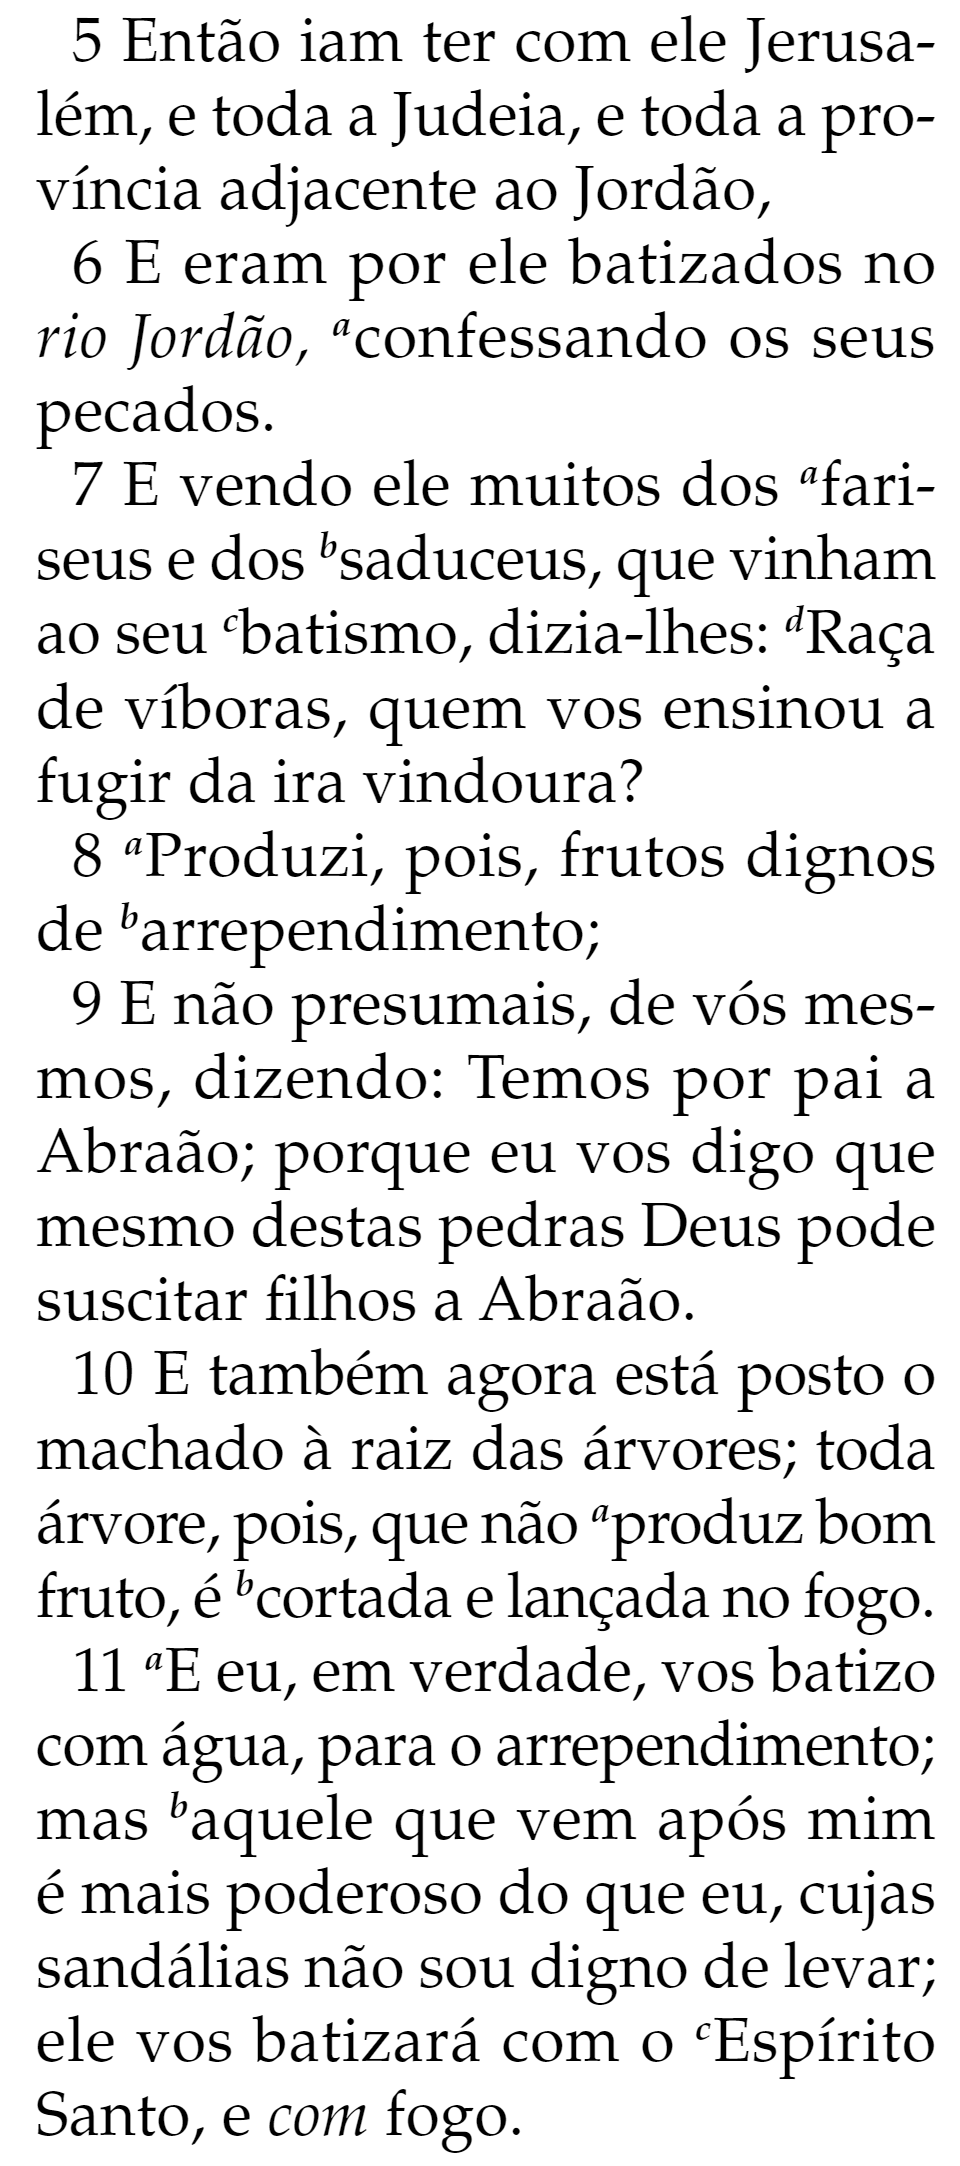 5 Então iam ter com ele Jerusa-
lém, e toda a Judeia, e toda a pro-
víncia adjacente ao Jordão,
6 E eram por ele batizados no
rio Jordão, ᵃconfessando os seus
pecados.
7 E vendo ele muitos dos ᵃfari-
seus e dos ᵇsaduceus, que vinham
ao seu ᶜbatismo, dizia-lhes: ᵈRaça
de víboras, quem vos ensinou a
fugir da ira vindoura?
8 ᵃProduzi, pois, frutos dignos
de ᵇarrependimento;
9 E não presumais, de vós mes-
mos, dizendo: Temos por pai a
Abraão; porque eu vos digo que
mesmo destas pedras Deus pode
suscitar filhos a Abraão.
10 E também agora está posto o
machado à raiz das árvores; toda
árvore, pois, que não ᵃproduz bom
fruto, é ᵇcortada e lançada no fogo.
11 ᵃE eu, em verdade, vos batizo
com água, para o arrependimento;
mas ᵇaquele que vem após mim
é mais poderoso do que eu, cujas
sandálias não sou digno de levar;
ele vos batizará com o ᶜEspírito
Santo, e com fogo.